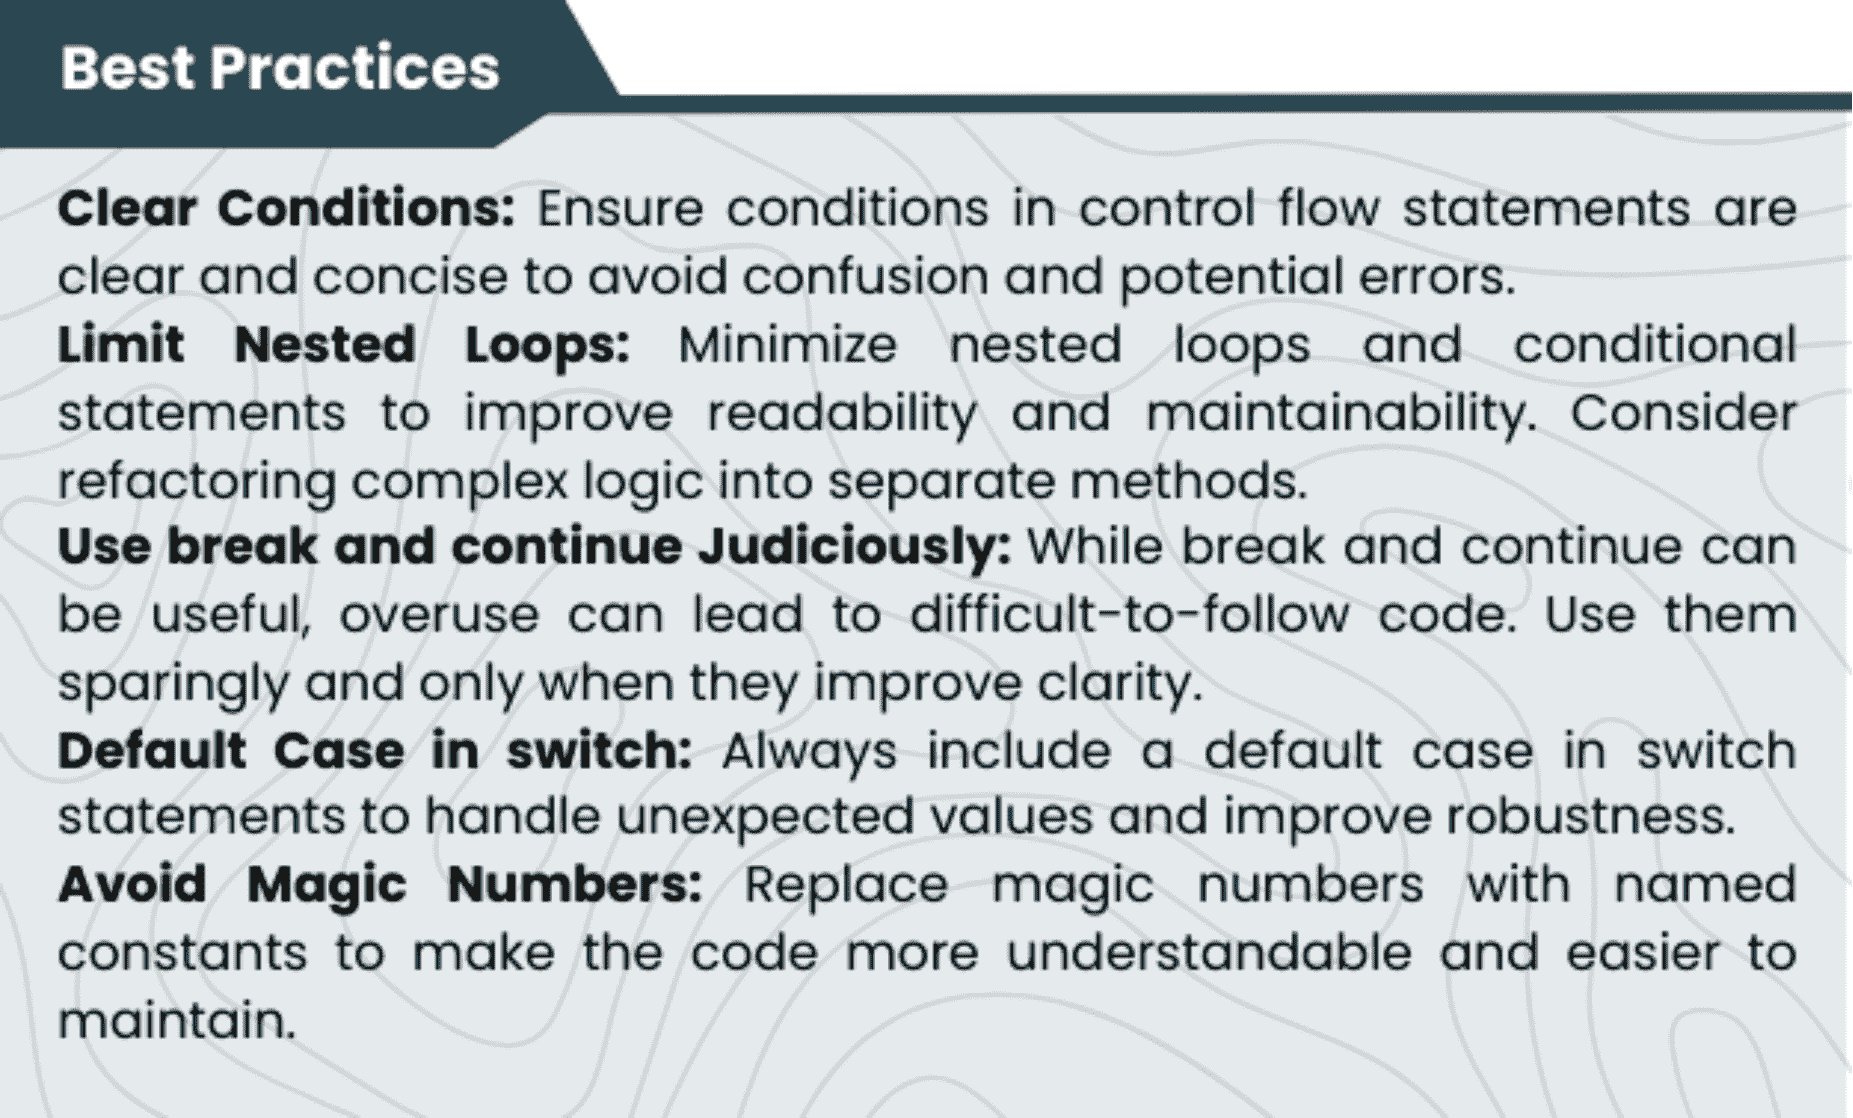 Best Practices
Clear Conditions: Ensure conditions in control flow statements are
clear and concise to avoid confusion and potential errors.
Limit Nested Loops: Minimize nested loops and conditional
statements to improve readability and maintainability. Consider
refactoring complex logic into separate methods.
Use break and continue Judiciously: While break and continue can
be useful, overuse can lead to difficult-to-follow code. Use them
sparingly and only when they improve clarity.
Default Case in switch: Always include a default case in switch
statements to handle unexpected values and improve robustness.
Avoid Magic Numbers: Replace magic numbers with named
constants to make the code more understandable and easier to
maintain.